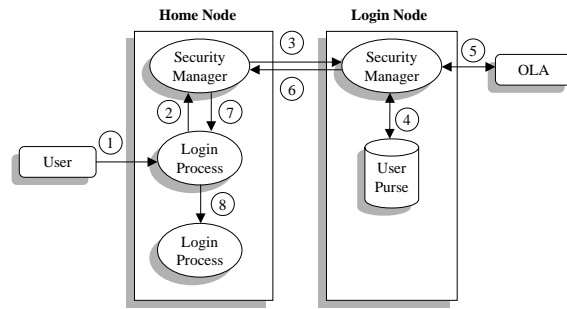 Home Node
Login Node
Security
Manager
3
6
Security
Manager
5
OLA
2
7
4
1
User
Login
Process
User
Purse
8
Login
Process